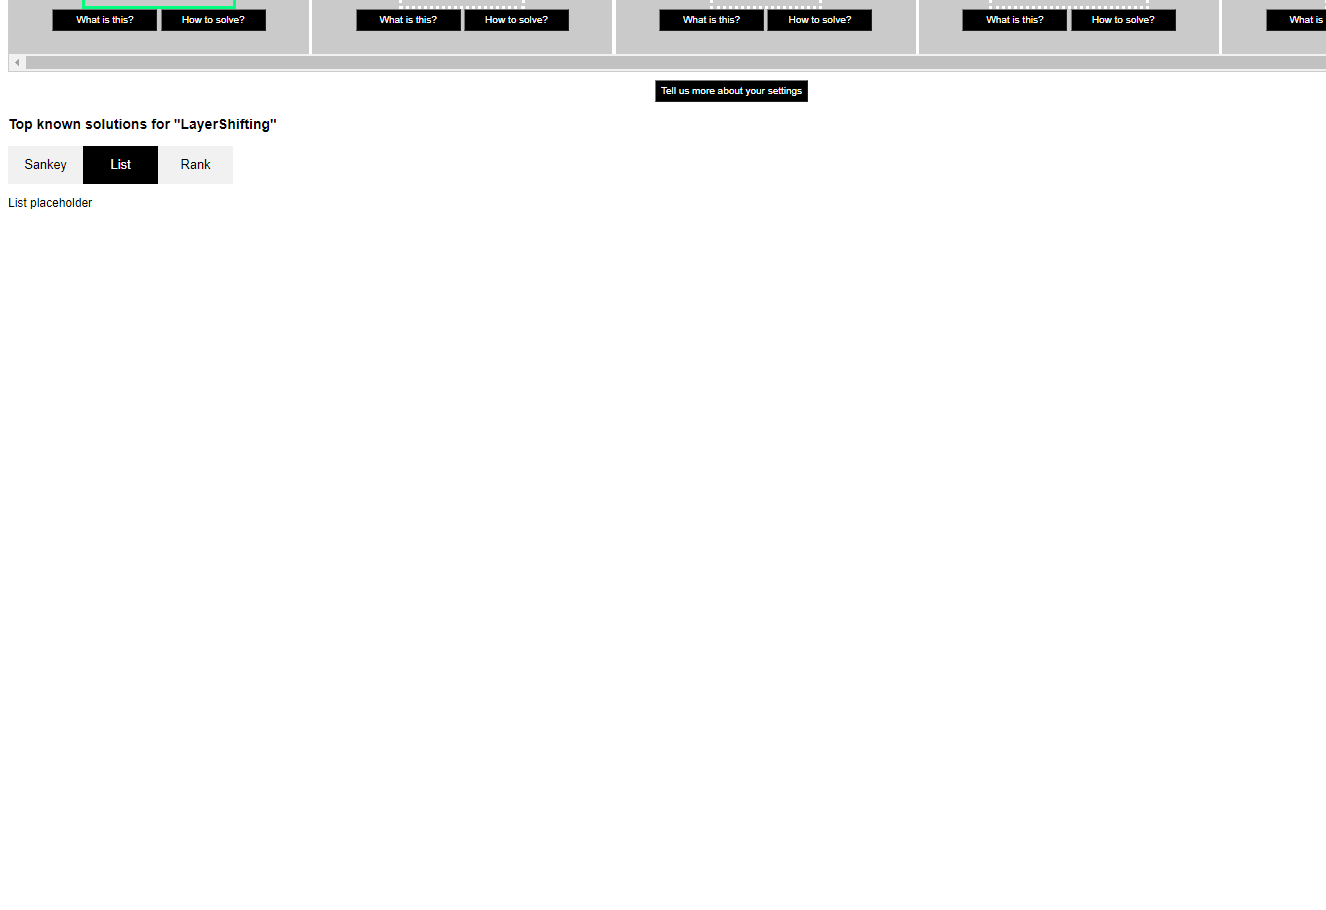 What is this? How to solve? What is this? How to solve? What is this? How to solve? What is this? How to solve? What is
Tell us more about your settings
Top known solutions for "LayerShifting"
Sankey List Rank
List placeholder